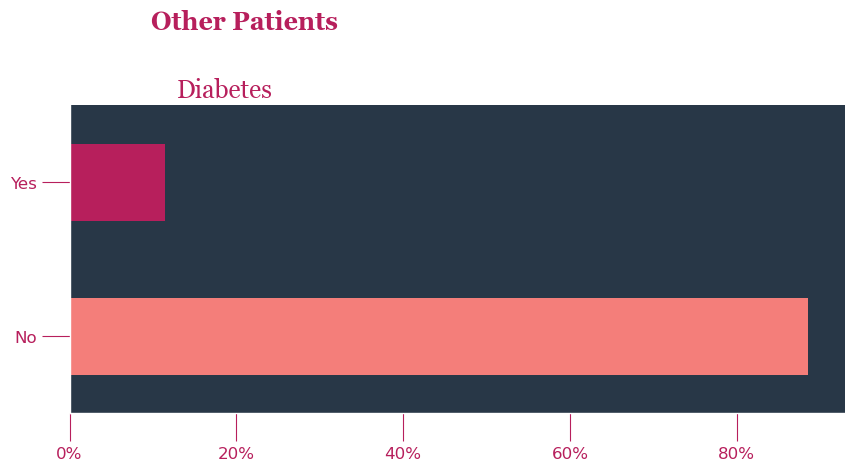 Other Patients
Diabetes
Yes
No
0% 20% 40% 60% 80%